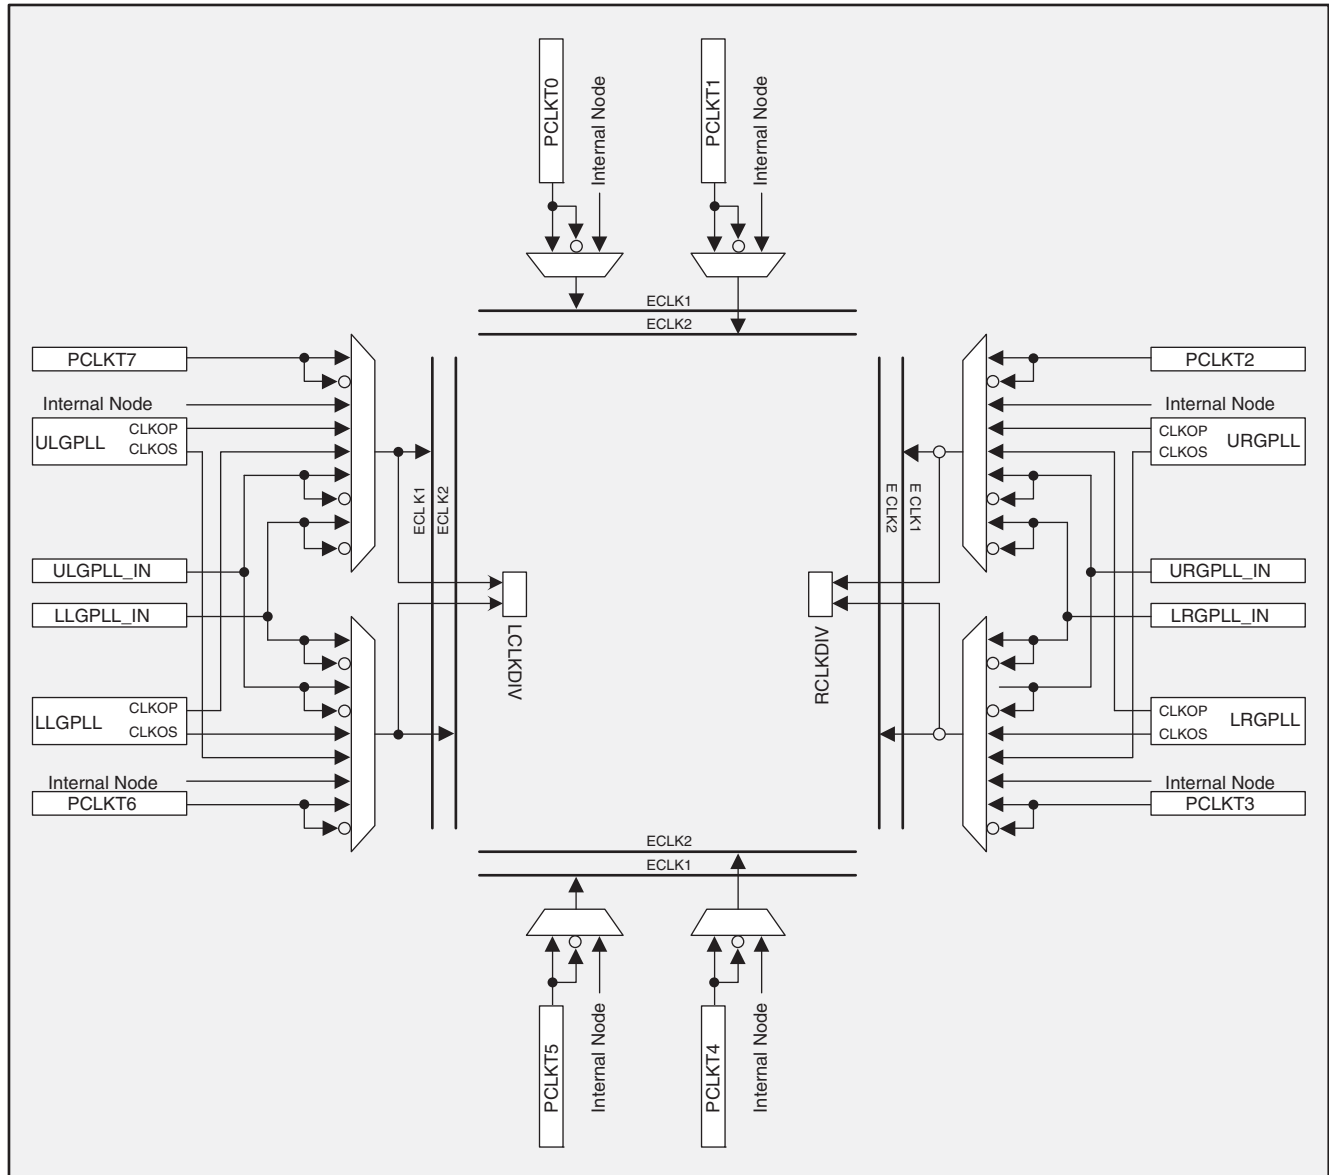 PCLKT0
Internal Node
PCLKT1
Internal Node
ECLK1
ECLK2
PCLKT7
Internal Node
ULGPLL
CLKOP
CLKOS
ECLK1
ECLK2
ULGPLL_IN
LLGPLL_IN
LCLKDIV
LLGPLL
CLKOP
CLKOS
Internal Node
PCLKT6
PCLKT2
Internal Node
CLKOP
CLKOS
URGPLL
E CLK2
E CLK1
URGPLL_IN
LRGPLL_IN
RCLKDIV
CLKOP
CLKOS
LRGPLL
Internal Node
PCLKT3
ECLK2
ECLK1
PCLKT5
Internal Node
PCLKT4
Internal Node